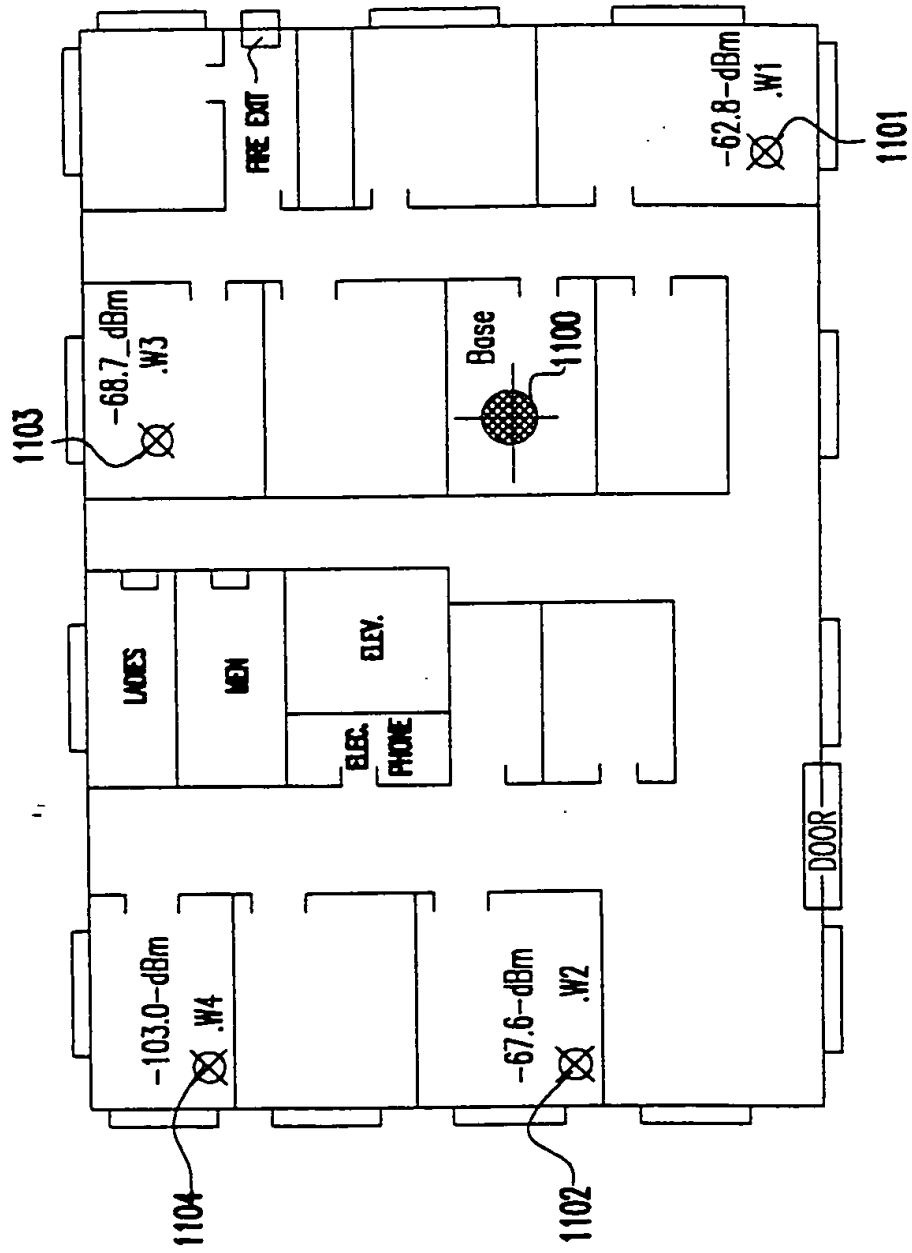 1103
1104
1102
1101
-68.7_dBm
.W3
-103.0-dBm
.W4
LADIES
MEN
ELEC.
PHONE
ELEV.
FIRE EXIT
Base
1100
-67.6-dBm
.W2
-62.8-dBm
.W1
DOOR